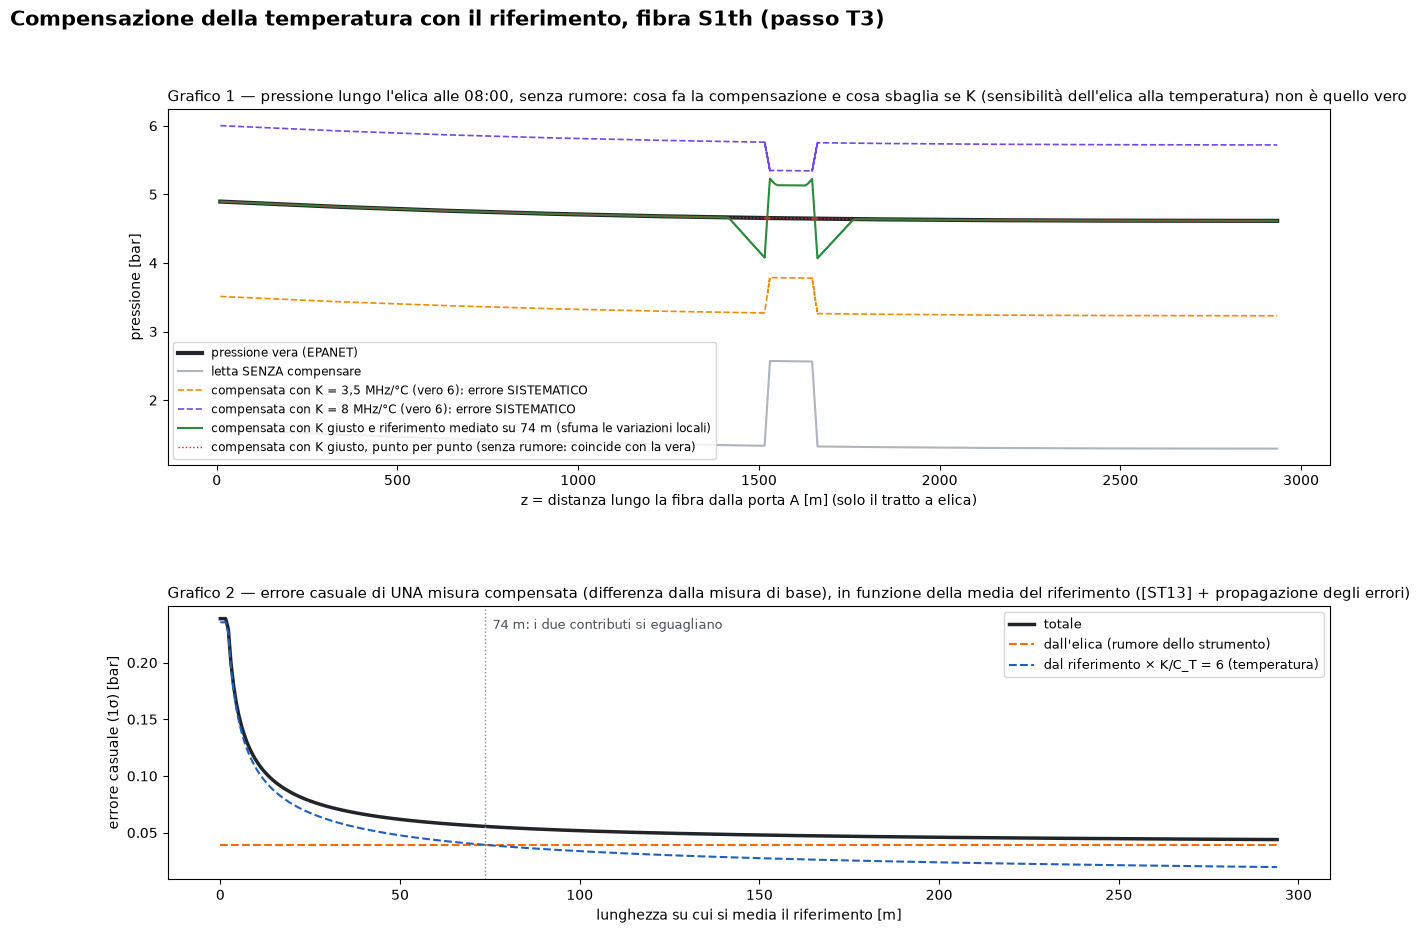 Compensazione della temperatura con il riferimento, fibra S1th (passo T3)
Grafico 1 — pressione lungo l'elica alle 08:00, senza rumore: cosa fa la compensazione e cosa sbaglia se K (sensibilità dell'elica alla temperatura) non è quello vero
6
5
4
3
2
pressione [bar]
pressione vera (EPANET)
letta SENZA compensare
compensata con K = 3,5 MHz/°C (vero 6): errore SISTEMATICO
compensata con K = 8 MHz/°C (vero 6): errore SISTEMATICO
compensata con K giusto e riferimento mediato su 74 m (sfuma le variazioni locali)
compensata con K giusto, punto per punto (senza rumore: coincide con la vera)
0 500 1000 1500 2000 2500 3000
z = distanza lungo la fibra dalla porta A [m] (solo il tratto a elica)
Grafico 2 — errore casuale di UNA misura compensata (differenza dalla misura di base), in funzione della media del riferimento ([ST13] + propagazione degli errori)
74 m: i due contributi si eguagliano
totale
dall'elica (rumore dello strumento)
dal riferimento × K/C_T = 6 (temperatura)
0.20
0.15
0.10
0.05
errore casuale (1σ) [bar]
0 50 100 150 200 250 300
lunghezza su cui si media il riferimento [m]